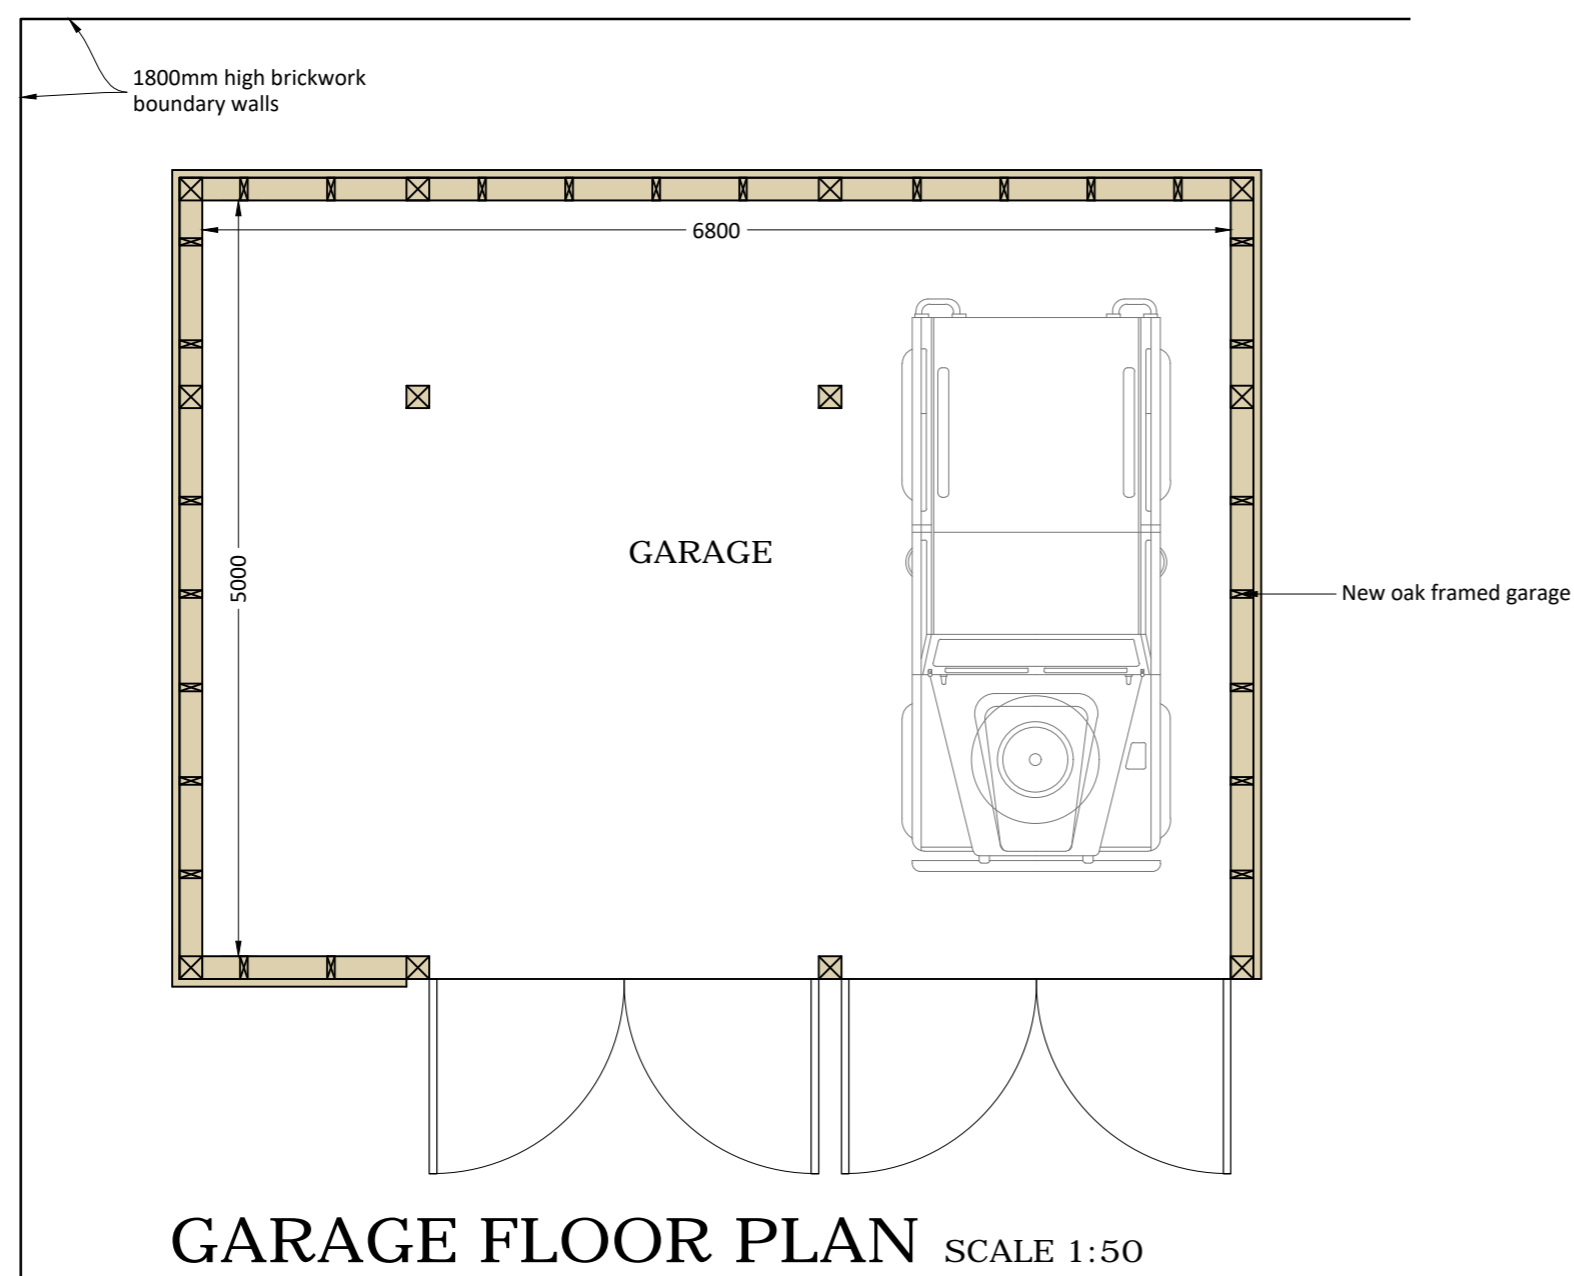 1800mm high brickwork
boundary walls
6800
GARAGE
5000
New oak framed garage
GARAGE FLOOR PLAN SCALE 1:50